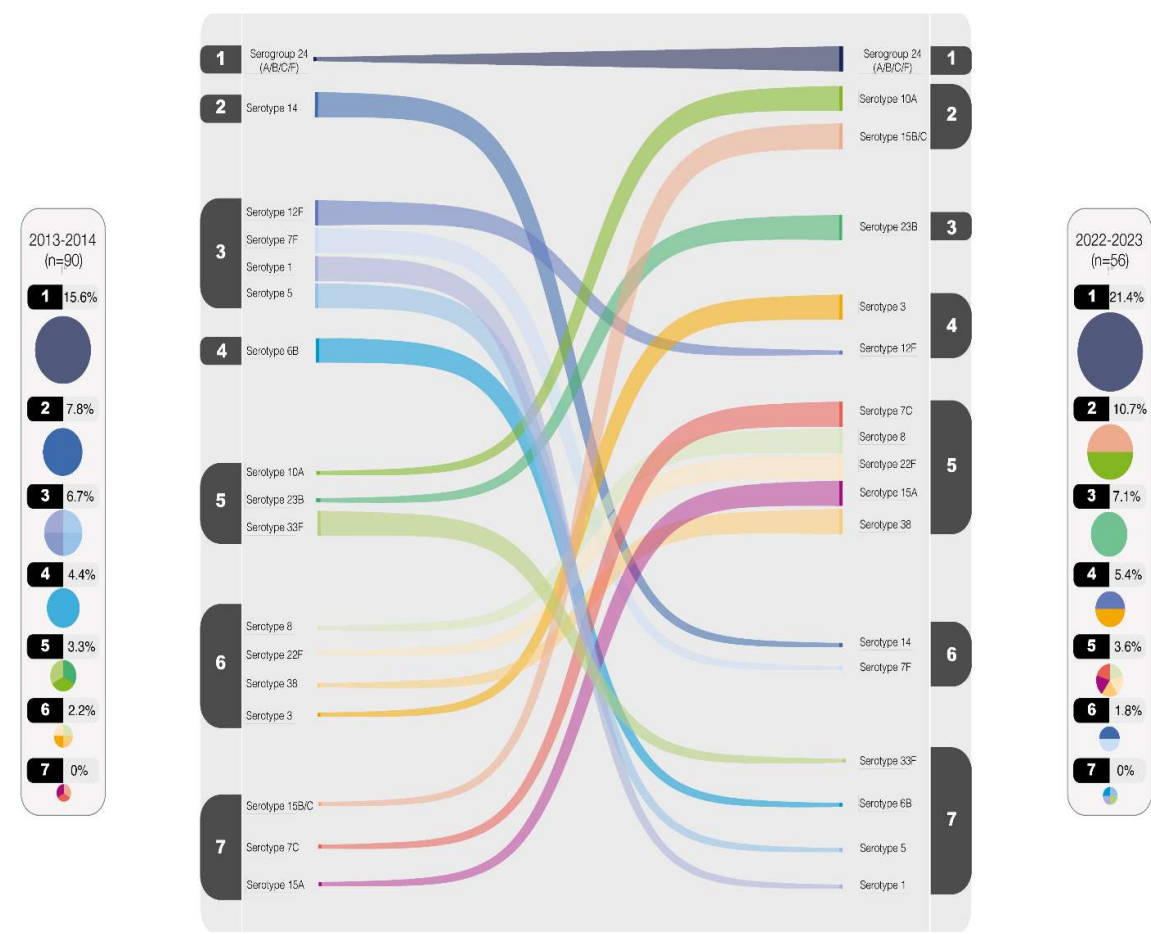 2013-2014
(n=90)
1 15.6%
2 7.8%
3 6.7%
4 4.4%
5 3.3%
6 2.2%
7 0%
1
Serogroup 24
(A/B/C/F)
2
Serotype 14
3
Serotype 12F
Serotype 7F
Serotype 1
Serotype 5
4
Serotype 6B
5
Serotype 10A
Serotype 23B
Serotype 33F
6
Serotype 8
Serotype 22F
Serotype 38
Serotype 3
7
Serotype 15B/C
Serotype 7C
Serotype 15A
Serogroup 24
(A/B/C/F)
1
Serotype 10A
Serotype 15B/C
2
Serotype 23B
3
Serotype 3
Serotype 12F
4
Serotype 7C
Serotype 8
Serotype 22F
Serotype 15A
Serotype 38
5
Serotype 14
Serotype 7F
6
Serotype 33F
Serotype 6B
Serotype 5
Serotype 1
7
2022-2023
(n=56)
1 21.4%
2 10.7%
3 7.1%
4 5.4%
5 3.6%
6 1.8%
7 0%